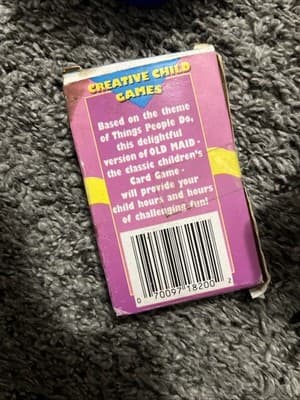 CREATIVE CHILD
GAMES
Based on the theme
of Things People Do,
this delightful
version of OLD MAID -
the classic children's
Card Game -
will provide your
child hours and hours
of challenging fun!
0 70097 18200 2